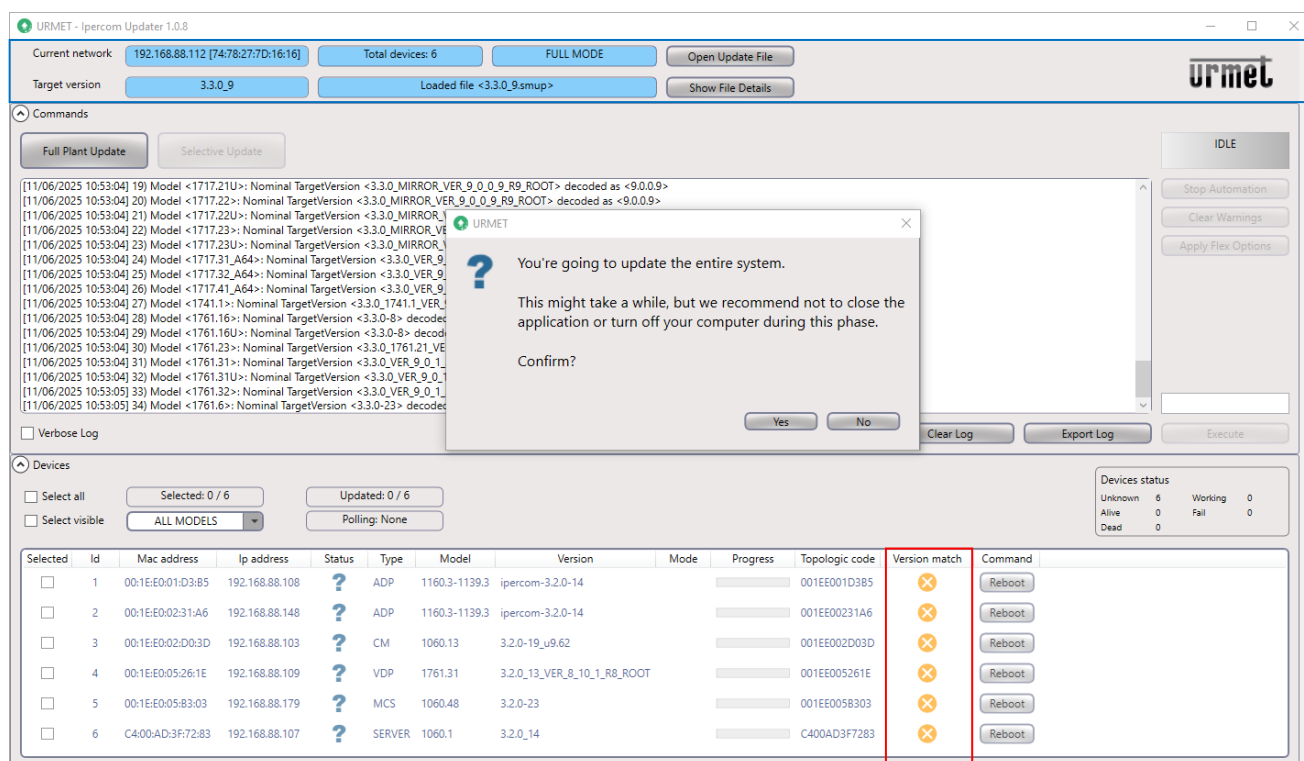 URMET - Ipercom Updater 1.0.8
Current network 192.168.88.112 [74:78:27:7D:16:16] Total devices: 6 FULL MODE Open Update File
urmet
Target version 3.3.0_9 Loaded file <3.3.0_9.smup> Show File Details
Commands
Full Plant Update Selective Update IDLE
[11/06/2025 10:53:04] 19) Model <1717.21U>: Nominal TargetVersion <3.3.0_MIRROR_VER_9_0_0_9_R9_ROOT> decoded as <9.0.0.9>
[11/06/2025 10:53:04] 20) Model <1717.22>: Nominal TargetVersion <3.3.0_MIRROR_VER_9_0_0_9_R9_ROOT> decoded as <9.0.0.9>
[11/06/2025 10:53:04] 21) Model <1717.22U>: Nominal TargetVersion <3.3.0_MIRROR_
[11/06/2025 10:53:04] 22) Model <1717.23>: Nominal TargetVersion <3.3.0_MIRROR_VE
[11/06/2025 10:53:04] 23) Model <1717.23U>: Nominal TargetVersion <3.3.0_MIRROR_
[11/06/2025 10:53:04] 24) Model <1717.31_A64>: Nominal TargetVersion <3.3.0_VER_9_
[11/06/2025 10:53:04] 25) Model <1717.32_A64>: Nominal TargetVersion <3.3.0_VER_9_
[11/06/2025 10:53:04] 26) Model <1717.41_A64>: Nominal TargetVersion <3.3.0_VER_9_
[11/06/2025 10:53:04] 27) Model <1741.1>: Nominal TargetVersion <3.3.0_1741.1_VER_
[11/06/2025 10:53:04] 28) Model <1761.16>: Nominal TargetVersion <3.3.0-8> decoded
[11/06/2025 10:53:04] 29) Model <1761.16U>: Nominal TargetVersion <3.3.0-8> decod
[11/06/2025 10:53:04] 30) Model <1761.23>: Nominal TargetVersion <3.3.0_1761.21_VE
[11/06/2025 10:53:04] 31) Model <1761.31>: Nominal TargetVersion <3.3.0_VER_9_0_1_
[11/06/2025 10:53:04] 32) Model <1761.31U>: Nominal TargetVersion <3.3.0_VER_9_0_1
[11/06/2025 10:53:05] 33) Model <1761.32>: Nominal TargetVersion <3.3.0_VER_9_0_1_
[11/06/2025 10:53:05] 34) Model <1761.6>: Nominal TargetVersion <3.3.0-23> decoded
URMET
You're going to update the entire system.
This might take a while, but we recommend not to close the
application or turn off your computer during this phase.
Confirm?
Yes No
Stop Automation
Clear Warnings
Apply Flex Options
Verbose Log Clear Log Export Log Execute
Devices
Select all Selected: 0 / 6 Updated: 0 / 6
Select visible ALL MODELS Polling: None
Devices status
Unknown 6 Working 0
Alive 0 Fail 0
Dead 0
Selected Id Mac address Ip address Status Type Model Version Mode Progress Topologic code Version match Command
1 00:1E:E0:01:D3:B5 192.168.88.108 ? ADP 1160.3-1139.3 ipercom-3.2.0-14 001EE001D3B5 Reboot
2 00:1E:E0:02:31:A6 192.168.88.148 ? ADP 1160.3-1139.3 ipercom-3.2.0-14 001EE00231A6 Reboot
3 00:1E:E0:02:D0:3D 192.168.88.103 ? CM 1060.13 3.2.0-19_u9.62 001EE002D03D Reboot
4 00:1E:E0:05:26:1E 192.168.88.109 ? VDP 1761.31 3.2.0_13_VER_8_10_1_R8_ROOT 001EE005261E Reboot
5 00:1E:E0:05:B3:03 192.168.88.179 ? MCS 1060.48 3.2.0-23 001EE005B303 Reboot
6 C4:00:AD:3F:72:83 192.168.88.107 ? SERVER 1060.1 3.2.0_14 C400AD3F7283 Reboot